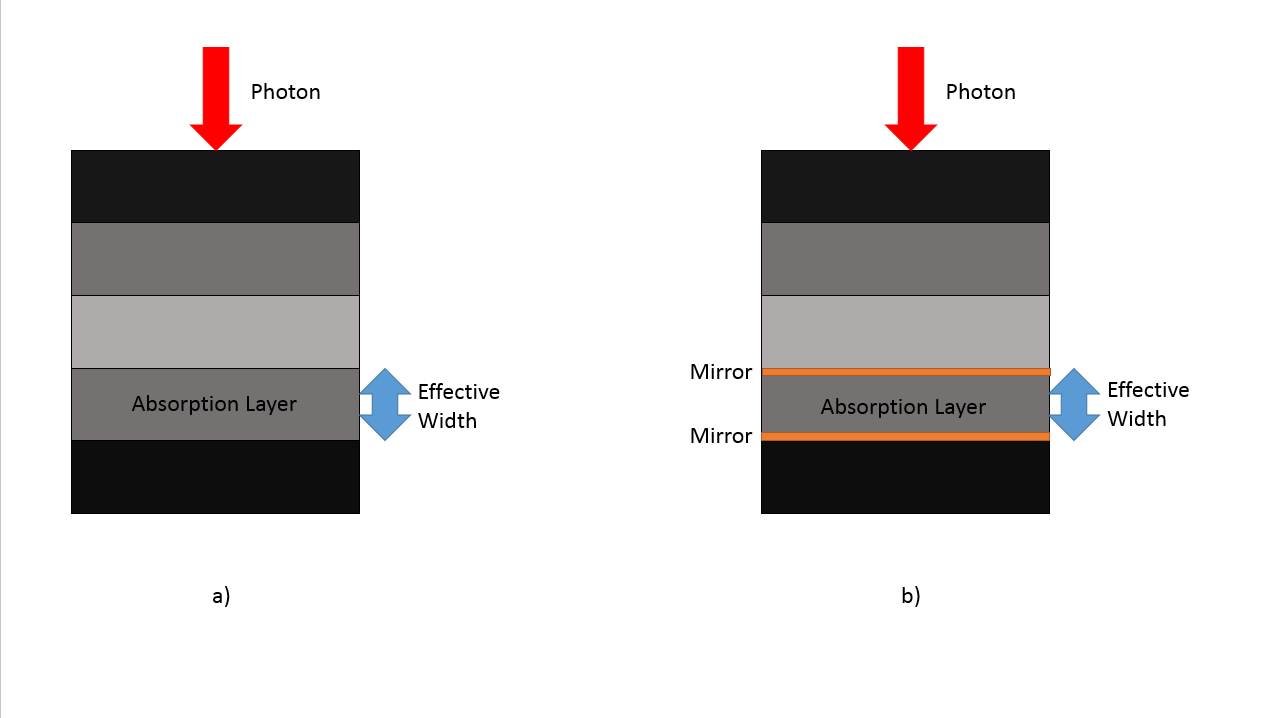 Photon
Absorption Layer
Effective
Width
a)
Photon
Mirror
Absorption Layer
Mirror
Effective
Width
b)